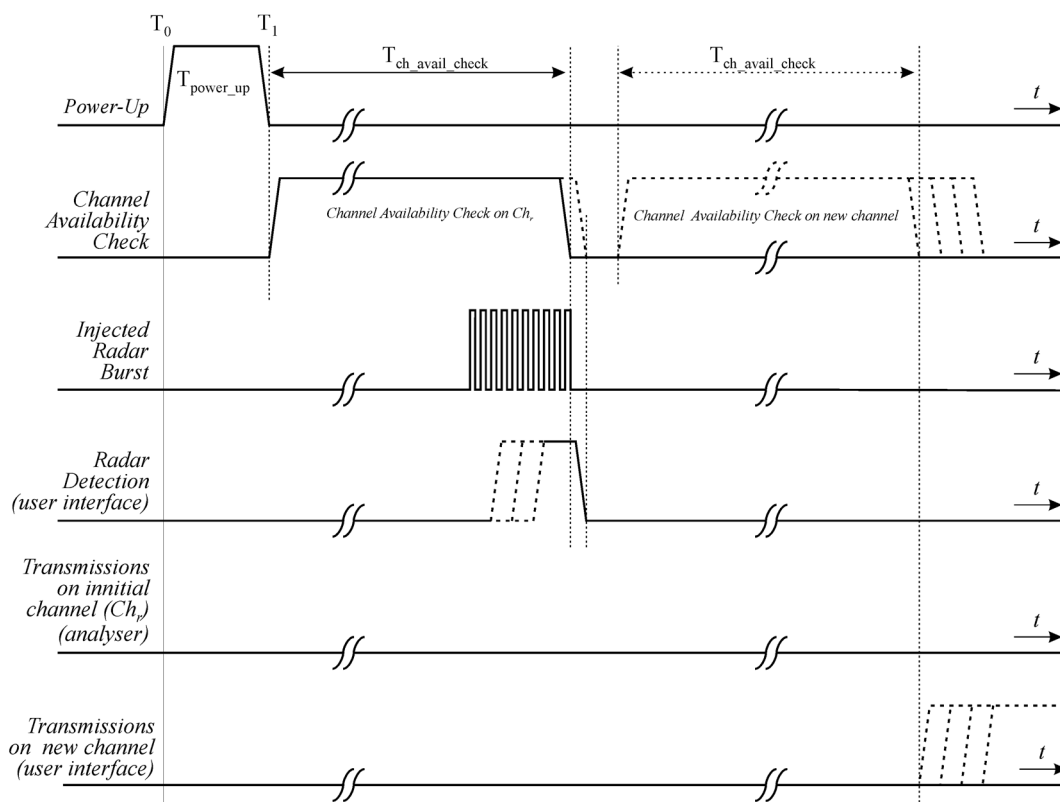 T0 T1
Tch_avail_check Tch_avail_check
Tpower_up
Power-Up
t
Channel
Availability
Check
Channel Availability Check on Chr
Channel Availability Check on new channel
t
Injected
Radar
Burst
t
Radar
Detection
(user interface)
t
Transmissions
on innitial
channel (Chr)
(analyser)
t
Transmissions
on new channel
(user interface)
t